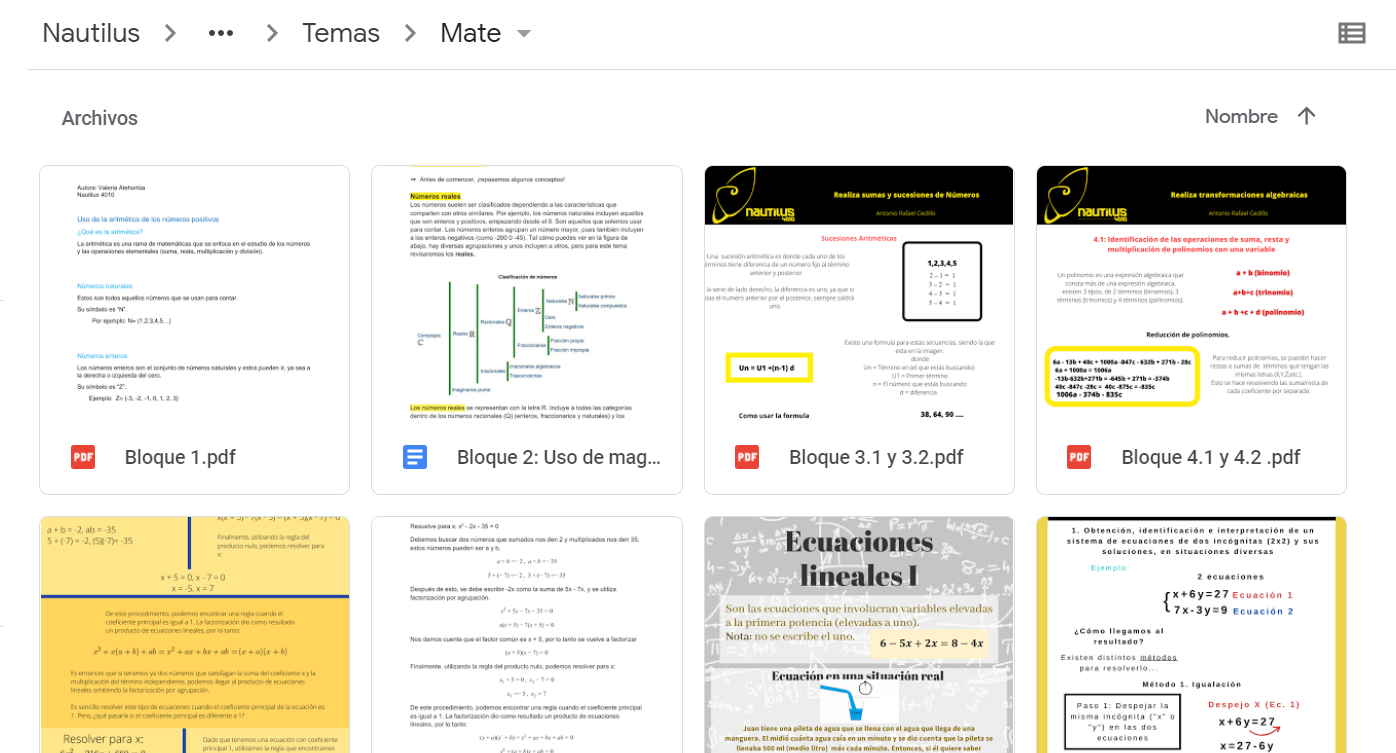 Nautilus > ••• > Temas > Mate
Archivos
Nombre
Autora: Valeria Atehortúa
Nautilus 4010
Uso de la aritmética de los números positivos
¿Qué es la aritmética?
La aritmética es una rama de matemáticas que se enfoca en el estudio de los números
y las operaciones elementales (suma, resta, multiplicación y división).
Números naturales
Estos son todos aquellos números que se usan para contar.
Su símbolo es "N".
Por ejemplo: N= (1,2,3,4,5...)
Números enteros
Los números enteros son el conjunto de números naturales y estos pueden ir, ya sea a
la derecha o izquierda del cero.
Su símbolo es "Z".
Ejemplo: Z= (-3, -2, -1, 0, 1, 2, 3)
Bloque 1.pdf
⇒ Antes de comenzar, ¡repasemos algunos conceptos!
Números reales
Los números suelen ser clasificados dependiendo a las características que
comparten con otros similares. Por ejemplo, los números naturales incluyen aquellos
que son enteros y positivos, empezando desde el 0. Son aquellos que solemos usar
para contar. Los números enteros agrupan un número mayor, pues también incluyen
a los enteros negativos (como -200 0 -45). Tal cómo puedes ver en la figura de
abajo, hay diversas agrupaciones y unos incluyen a otros, pero para este tema
revisaremos los reales.
Clasificación de números
Complejos
C
Reales R
Racionales Q
Enteros Z
Naturales N
Naturales primos
Naturales compuestos
Cero
Enteros negativos
Fraccionarios
Fracción propia
Fracción impropia
Irracionales
Irracionales algebraicos
Trascendentes
Imaginarios puros
Los números reales se representan con la letra R. Incluye a todas las categorías
dentro de los números racionales (Q) (enteros, fraccionarios y naturales) y los
Bloque 2: Uso de mag...
NAUTILUS
Realiza sumas y sucesiones de Números
Antonio Rafael Cedillo
Sucesiones Aritméticas
Una sucesión aritmética es donde cada uno de los
términos tiene diferencia de un número fijo al término
anterior y posterior
la serie de lado derecho, la diferencia es uno, ya que si
restas el numero anterior por el posterior, siempre saldrá
uno.
1,2,3,4,5
2 - 1 = 1
3 - 2 = 1
4 - 3 = 1
5 - 4 = 1
Existe una formula para estas secuencias, siendo la que
esta en la imagen.
donde:
Un = Término en (el que estás buscando)
U1 = Primer término
n = El número que estás buscando
d = diferencia.
Un = U1 +(n-1) d
Como usar la formula
38, 64, 90 ....
Bloque 3.1 y 3.2.pdf
NAUTILUS
Realiza transformaciones algebraicas
Antonio Rafael Cedillo
4.1: Identificación de las operaciones de suma, resta y
multiplicación de polinomios con una variable
Un polinomio es una expresión algebraica que
consta más de una expresión algebraica,
existen 3 tipos, de 2 términos (binomios), 3
términos (trinomios) y 4 términos (polinomios).
a + b (binomio)
a+b+c (trinomio)
a + b +c + d (polinomio)
Reducción de polinomios.
6a - 13b + 40c + 1000a -847c - 632b + 271b - 28c
6a + 1000a = 1006a
-13b-632b+271b = -645b + 271b = -374b
40c -847c -28c = 40c -875c = -835c
1006a - 374b - 835c
Para reducir polinomios, se pueden hacer
restas o sumas de términos que tengan las
mismas letras (X,Y,Z,etc.).
Esto se hace resolviendo las suma/resta de
cada coeficiente por separado.
Bloque 4.1 y 4.2 .pdf
a + b = -2, ab = -35
5 + (-7) = -2, (5)(-7)= -35
x(x + 5) - 7(x + 5) = (x + 5)(x - 7) = 0
Finalmente, utilizando la regla del
producto nulo, podemos resolver para
x:
x + 5 = 0, x - 7 = 0
x = -5, x = 7
De este procedimiento, podemos encontrar una regla cuando el
coeficiente principal es igual a 1. La factorización dio como resultado
un producto de ecuaciones lineales, por lo tanto:
x² + x(a + b) + ab = x² + ax + bx + ab = (x + a)(x + b)
Es entonces que si tenemos ya dos números que satisfagan la suma del coeficiente x y la
multiplicación del término independiente, podemos llegar al producto de ecuaciones
lineales omitiendo la factorización por agrupación.
Es sencillo resolver este tipo de ecuaciones cuando el coeficiente principal de la ecuación es
1. Pero, ¿qué pasaría si el coeficiente principal es diferente a 1?
Resolver para x:
Dado que tenemos una ecuación con coeficiente
principal 1, utilizamos la regla que encontramos
Resuelve para x: x² - 2x - 35 = 0
Debemos buscar dos números que sumados nos den 2 y multiplicados nos den 35,
estos números pueden ser a y b.
a + b = - 2 , a * b = - 35
5 + (- 7) = - 2 , 5 * (- 7) = - 35
Después de esto, se debe escribir -2x como la suma de 5x - 7x, y se utiliza
factorización por agrupación.
x² + 5x - 7x - 35 = 0
x(x + 5) - 7(x + 5) = 0
Nos damos cuenta que el factor común es x + 5, por lo tanto se vuelve a factorizar
(x + 5)(x - 7) = 0
Finalmente, utilizando la regla del producto nulo, podemos resolver para x:
x₁ + 5 = 0 , x₂ - 7 = 0
x₁ = - 5 , x₂ = 7
De este procedimiento, podemos encontrar una regla cuando el coeficiente principal
es igual a 1. La factorización dio como resultado un producto de ecuaciones
lineales, por lo tanto:
Ecuaciones
lineales I
Son las ecuaciones que involucran variables elevadas
a la primera potencia (elevadas a uno).
Nota: no se escribe el uno.
6 − 5x + 2x = 8 − 4x
Ecuación en una situación real
Juan tiene una pileta de agua que se llena con el agua que llega de una
manguera. El midió cuánta agua caía en un minuto y se dio cuenta que la pileta se
llenaba 500 ml (medio litro) más cada minuto. Entonces, si él quiere saber
1. Obtención, identificación e interpretación de un
sistema de ecuaciones de dos incógnitas (2x2) y sus
soluciones, en situaciones diversas
Ejemplo:
2 ecuaciones
x+6y=27 Ecuación 1
7x-3y=9 Ecuación 2
¿Cómo llegamos al
resultado?
Existen distintos métodos
para resolverlo...
Método 1. Igualación
Paso 1: Despejar la
misma incógnita ("x" o
"y") en las dos
ecuaciones
Despejo X (Ec. 1)
x+6y=27
x=27-6y